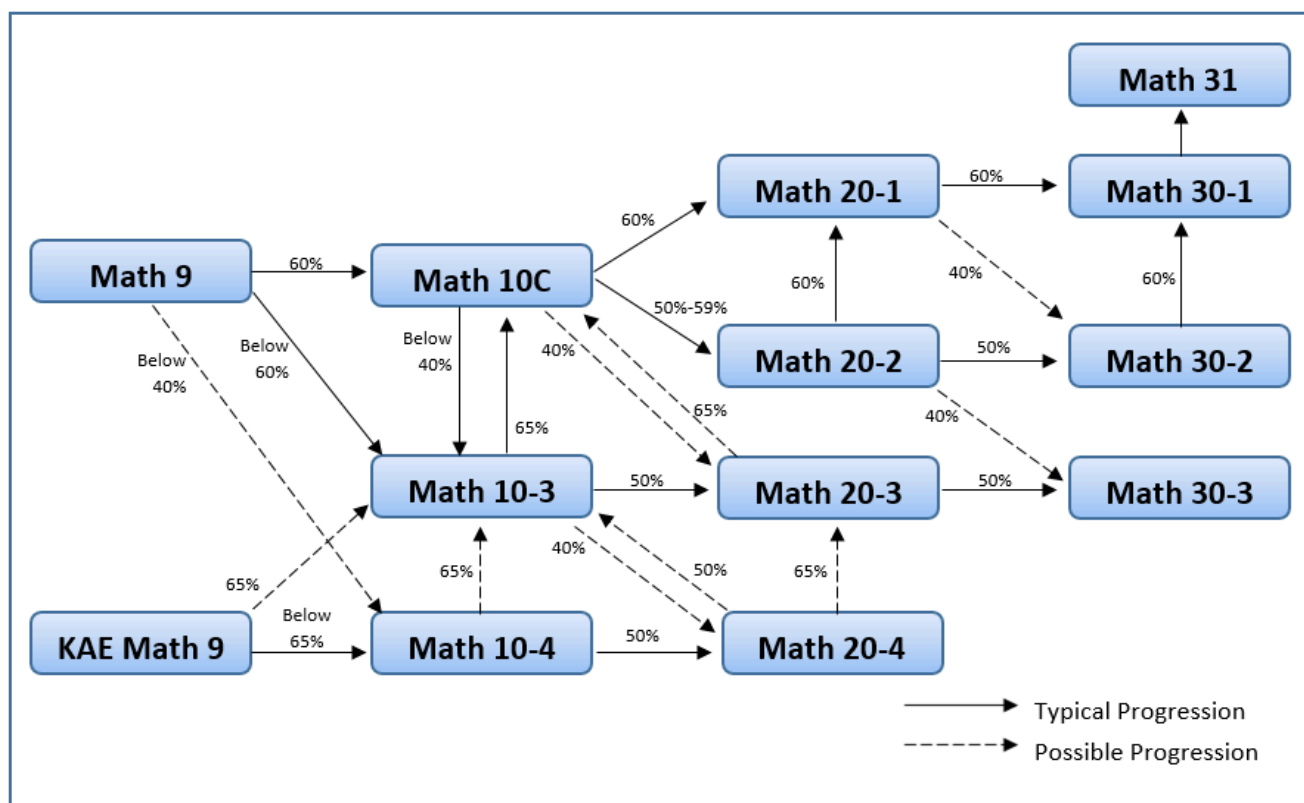 Math 31
Math 20-1
60%
Math 30-1
60%
Math 9
60%
Math 10C
40%
60%
60%
50%-59%
Below
60%
Below
40%
Below
40%
40%
Math 20-2
50%
Math 30-2
65%
40%
65%
Math 10-3
50%
Math 20-3
50%
Math 30-3
40%
65%
65%
50%
65%
KAE Math 9
Below
65%
Math 10-4
50%
Math 20-4
Typical Progression
Possible Progression